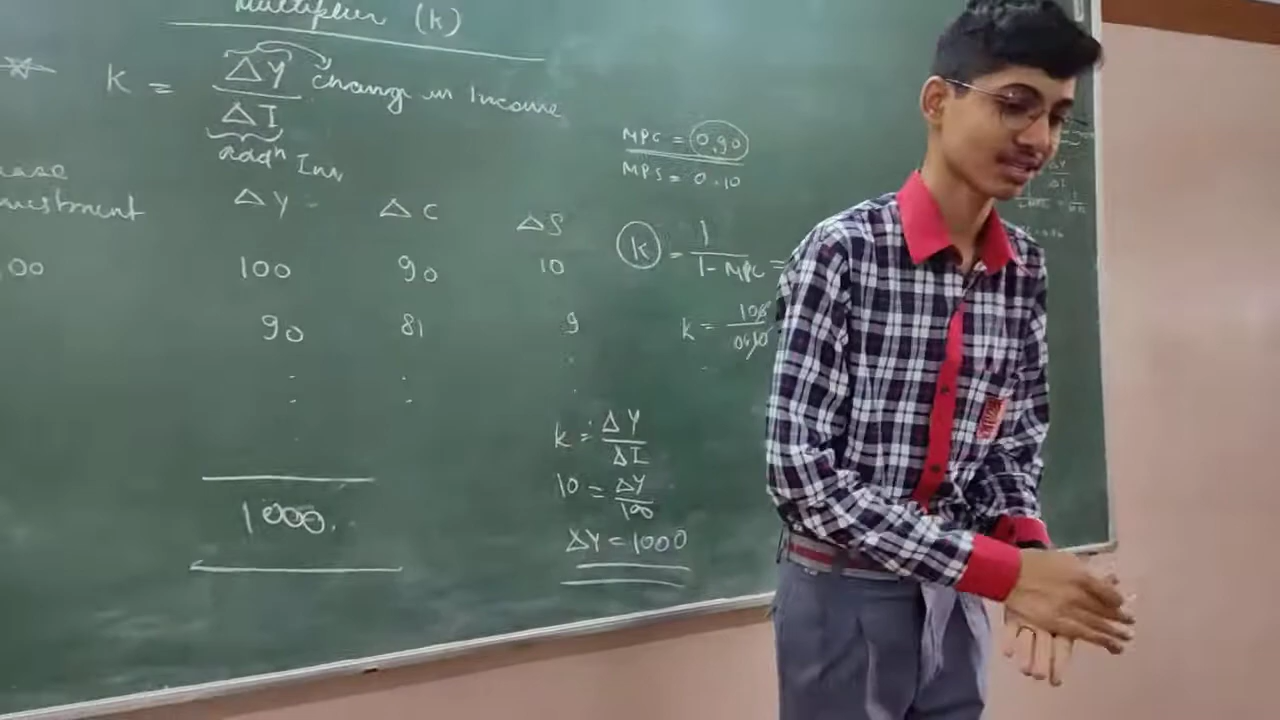 Multiplier (k)
K = ΔY / ΔI
Change in Income
addⁿ Inv
MPC = 0.90
MPS = 0.10
ΔY ΔC ΔS
100 90 10
90 81 9
1000
k = 1 / 1-MPC =
k =
k = ΔY / ΔI
10 = ΔY / 100
ΔY = 1000